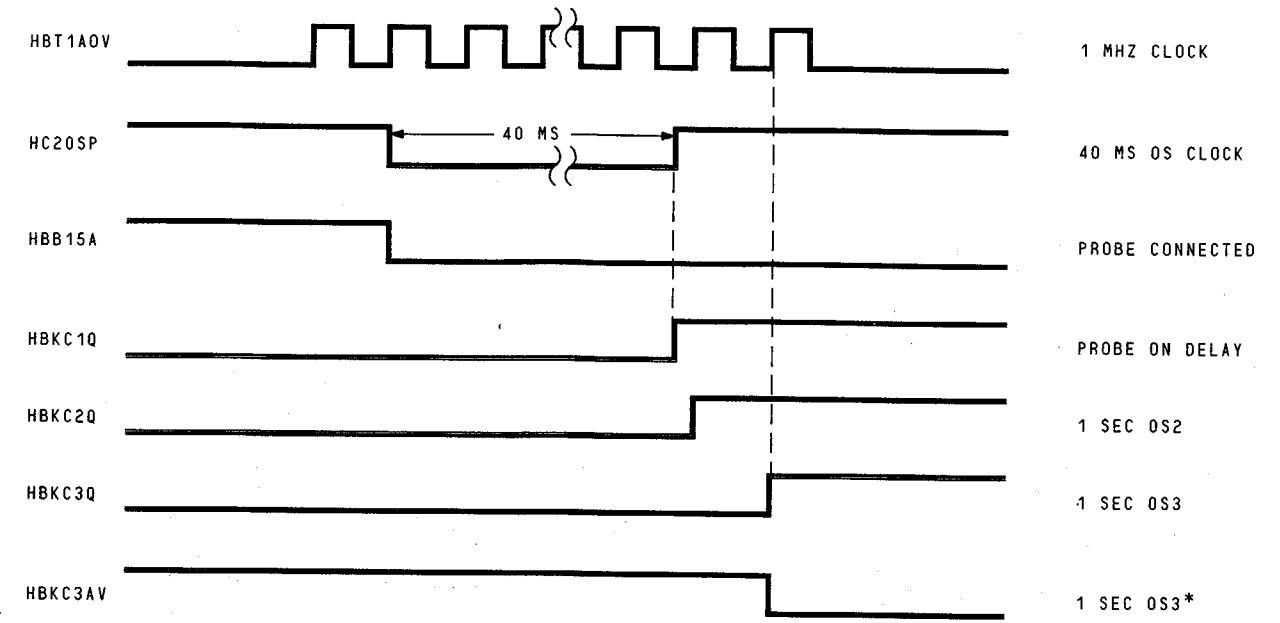 HBT1AOV 1 MHZ CLOCK
HC20SP 40 MS 40 MS OS CLOCK
HBB15A PROBE CONNECTED
HBKC1Q PROBE ON DELAY
HBKC2Q 1 SEC OS2
HBKC3Q 1 SEC OS3
HBKC3AV 1 SEC OS3*